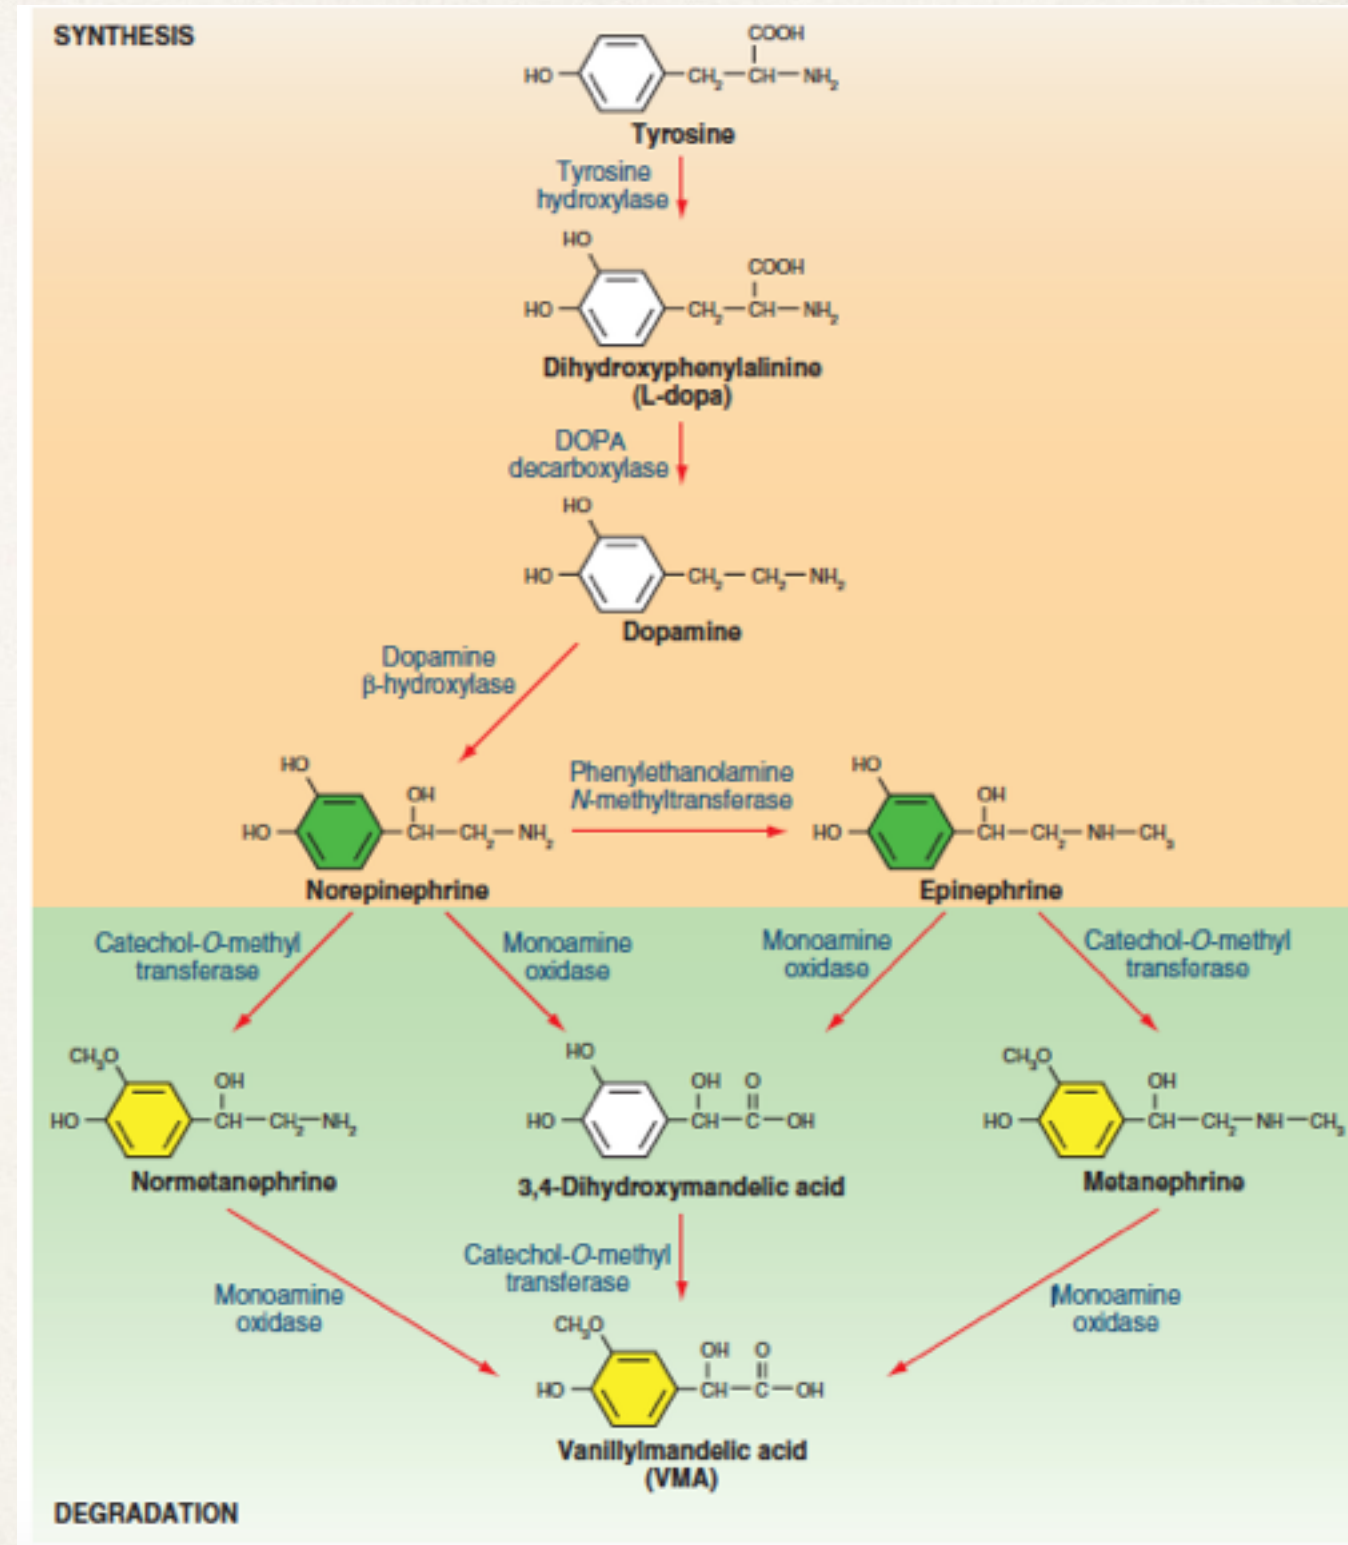 SYNTHESIS
COOH
HO
CH₂
CH
NH₂
Tyrosine
Tyrosine
hydroxylase
HO
COOH
HO
CH₂
CH
NH₂
Dihydroxyphenylalinine
(L-dopa)
DOPA
decarboxylase
HO
HO
CH₂
CH₂
NH₂
Dopamine
Dopamine
β-hydroxylase
HO
OH
HO
CH
CH₂
NH₂
Norepinephrine
Phenylethanolamine
N-methyltransferase
HO
OH
HO
CH
CH₂
NH
CH₃
Epinephrine
Catechol-O-methyl
transferase
Monoamine
oxidase
Monoamine
oxidase
Catechol-O-methyl
transferase
CH₃O
OH
HO
CH
CH₂
NH₂
Normetanephrine
HO
OH
O
HO
CH
C
OH
3,4-Dihydroxymandelic acid
CH₃O
OH
HO
CH
CH₂
NH
CH₃
Metanephrine
Monoamine
oxidase
Catechol-O-methyl
transferase
Monoamine
oxidase
CH₃O
OH
O
HO
CH
C
OH
Vanillylmandelic acid
(VMA)
DEGRADATION